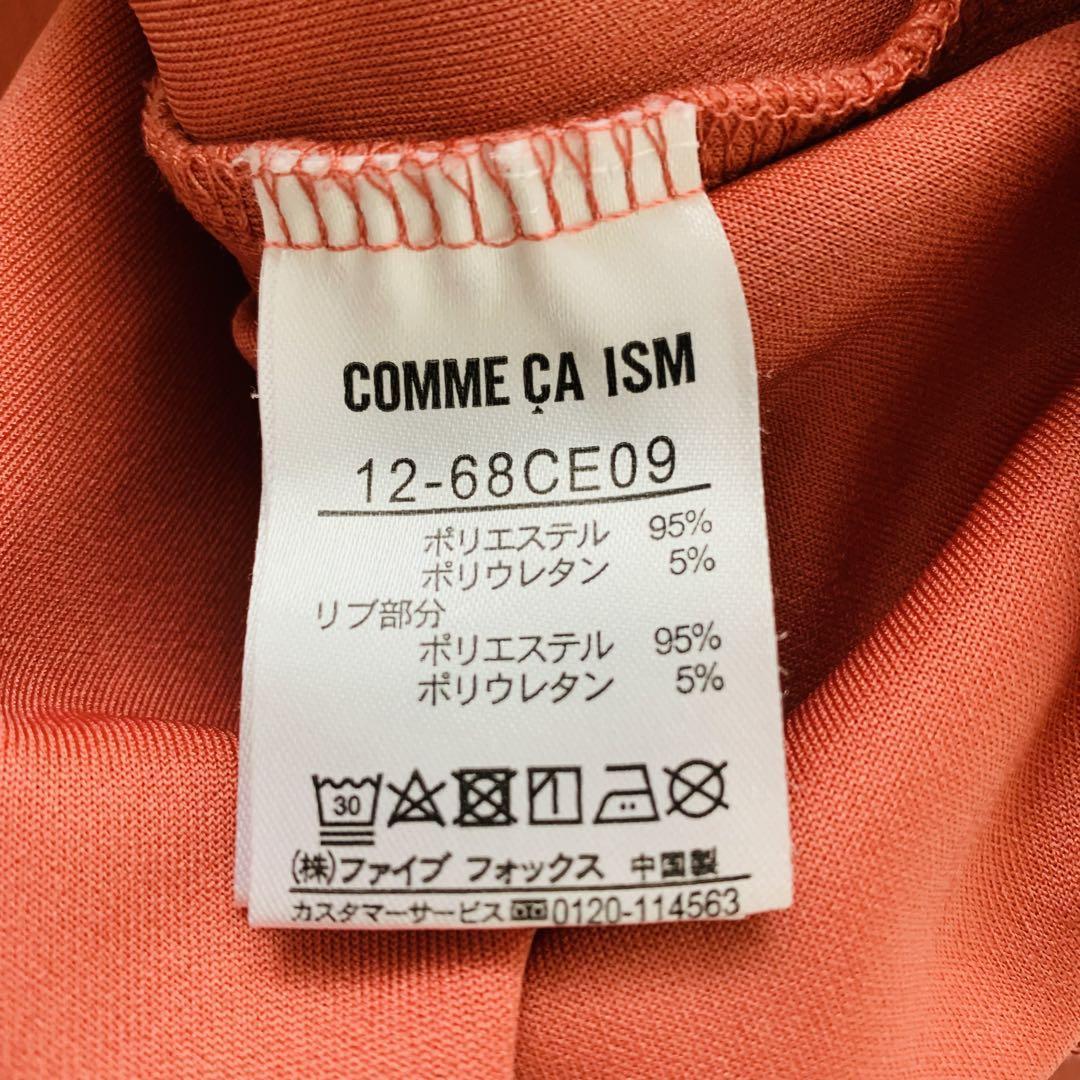 COMME ÇA ISM
12-68CE09
ポリエステル 95%
ポリウレタン 5%
リブ部分
ポリエステル 95%
ポリウレタン 5%
30
(株)ファイブ フォックス 中国製
カスタマーサービス 0120-114563